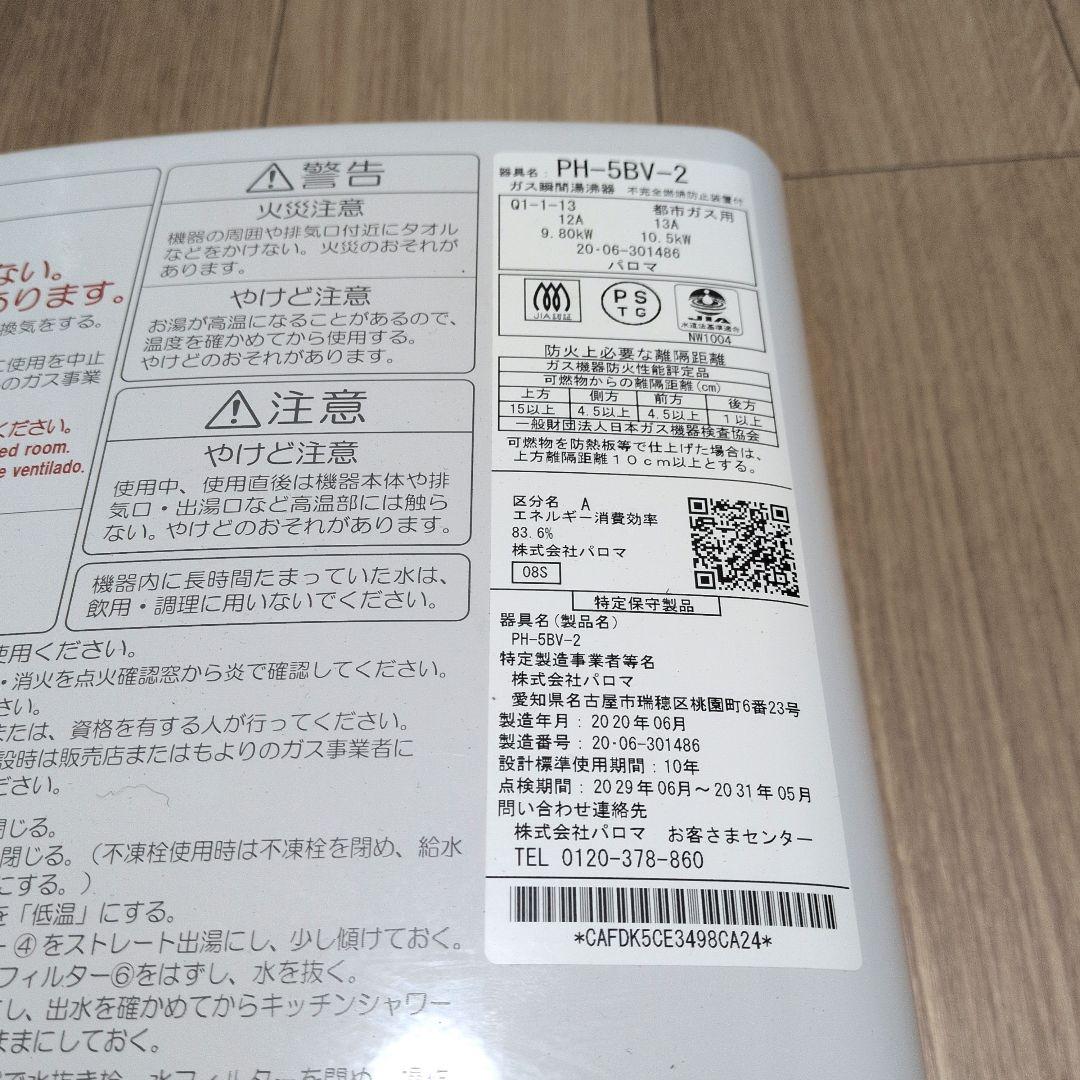 ない。
あります。
換気をする。
に使用を中止
のガス事業
ください。
ed room.
e ventilado.
警告
火災注意
機器の周囲や排気口付近にタオル
などをかけない。火災のおそれが
あります。
やけど注意
お湯が高温になることがあるので、
温度を確かめてから使用する。
やけどのおそれがあります。
注意
やけど注意
使用中、使用直後は機器本体や排
気口・出湯口など高温部には触ら
ない。やけどのおそれがあります。
機器内に長時間たまっていた水は、
飲用・調理に用いないでください。
使用ください。
・消火を点火確認窓から炎で確認してください。
さい。
または、資格を有する人が行ってください。
設時は販売店またはもよりのガス事業者に
ださい。
閉じる。
閉じる。(不凍栓使用時は不凍栓を閉め、給水
にする。)
を「低温」にする。
ー④をストレート出湯にし、少し傾けておく。
フィルター⑥をはずし、水を抜く。
し、出水を確かめてからキッチンシャワー
ままにしておく。
器具名: PH-5BV-2
ガス瞬間湯沸器 不完全燃焼防止装置付
Q1-1-13 都市ガス用
12A 13A
9.80kW 10.5kW
20·06-301486
パロマ
JIA認証
PS
TG
JIA
水道法基準適合
NW1004
防火上必要な離隔距離
ガス機器防火性能評定品
可燃物からの離隔距離(cm)
上方 側方 前方 後方
15以上 4.5以上 4.5以上 1以上
一般財団法人日本ガス機器検査協会
可燃物を防熱板等で仕上げた場合は、
上方離隔距離10cm以上とする。
区分名 A
エネルギー消費効率
83.6%
株式会社パロマ
08S
特定保守製品
器具名(製品名)
PH-5BV-2
特定製造事業者等名
株式会社パロマ
愛知県名古屋市瑞穂区桃園町6番23号
製造年月:2020年06月
製造番号:20·06-301486
設計標準使用期間:10年
点検期間:2029年06月~2031年05月
問い合わせ連絡先
株式会社パロマ お客さまセンター
TEL 0120-378-860
*CAFDK5CE3498CA24*